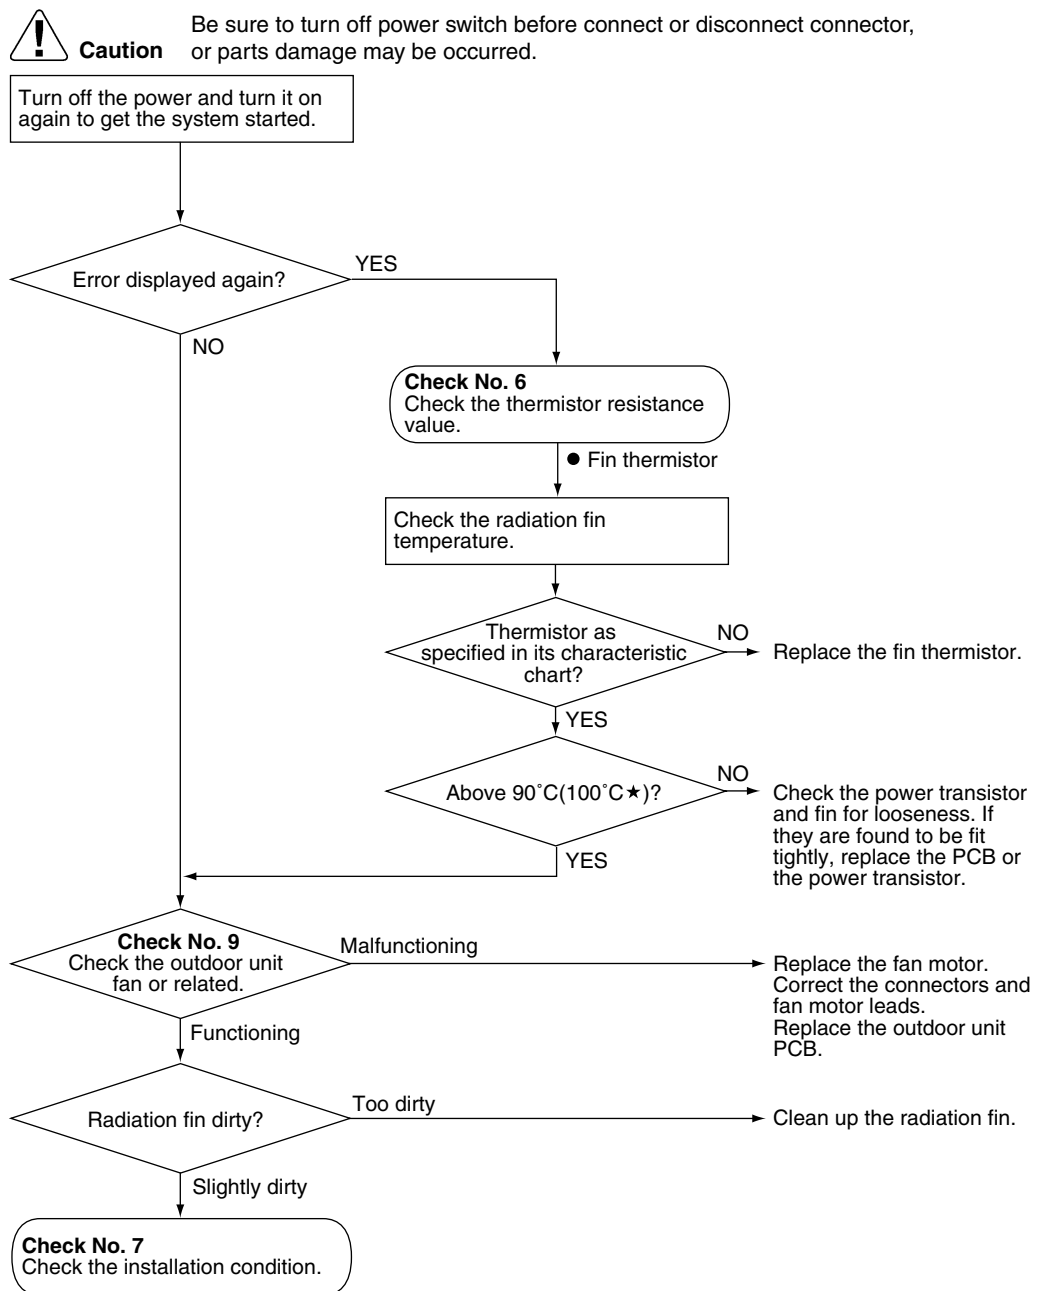 Be sure to turn off power switch before connect or disconnect connector,
Caution or parts damage may be occurred.
Turn off the power and turn it on
again to get the system started.
Error displayed again?
YES
NO
Check No. 6
Check the thermistor resistance
value.
● Fin thermistor
Check the radiation fin
temperature.
Thermistor as
specified in its characteristic
chart?
NO
Replace the fin thermistor.
YES
Above 90˚C(100˚C★)?
NO
Check the power transistor
and fin for looseness. If
they are found to be fit
tightly, replace the PCB or
the power transistor.
YES
Check No. 9
Check the outdoor unit
fan or related.
Malfunctioning
Replace the fan motor.
Correct the connectors and
fan motor leads.
Replace the outdoor unit
PCB.
Functioning
Radiation fin dirty?
Too dirty
Clean up the radiation fin.
Slightly dirty
Check No. 7
Check the installation condition.